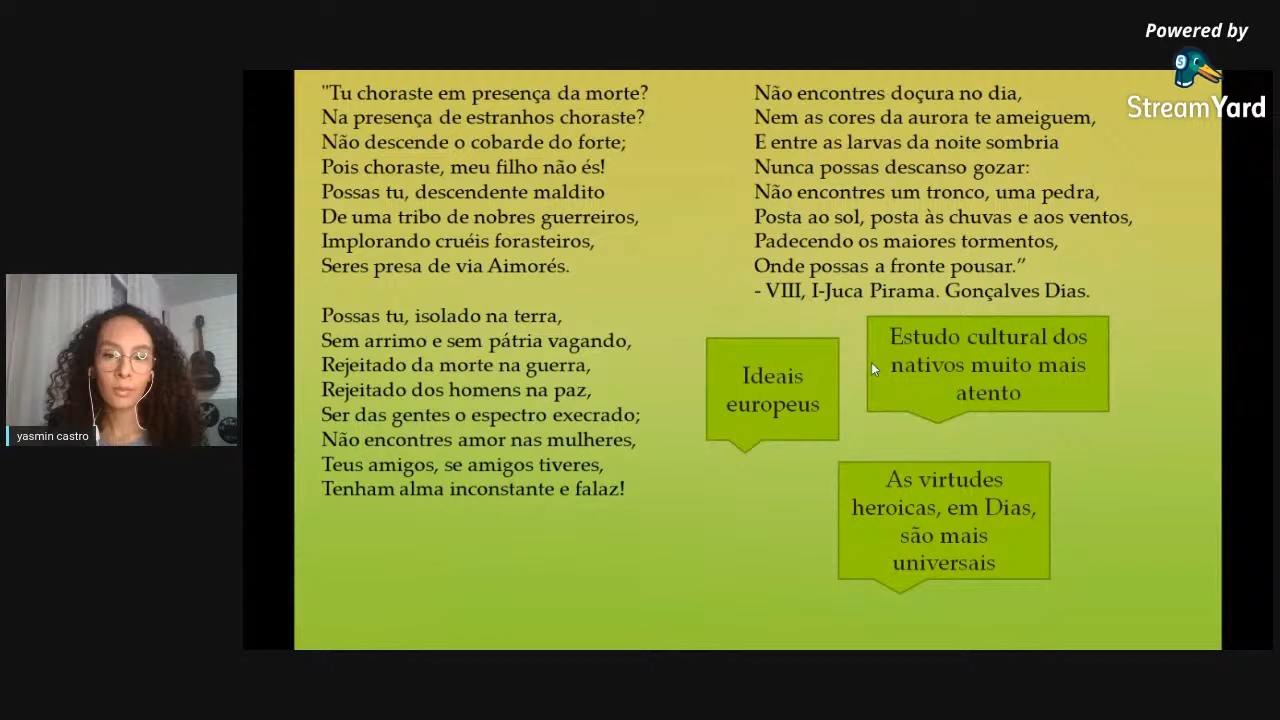 Powered by
StreamYard
"Tu choraste em presença da morte?
Na presença de estranhos choraste?
Não descende o cobarde do forte;
Pois choraste, meu filho não és!
Possas tu, descendente maldito
De uma tribo de nobres guerreiros,
Implorando cruéis forasteiros,
Seres presa de via Aimorés.
Possas tu, isolado na terra,
Sem arrimo e sem pátria vagando,
Rejeitado da morte na guerra,
Rejeitado dos homens na paz,
Ser das gentes o espectro execrado;
Não encontres amor nas mulheres,
Teus amigos, se amigos tiveres,
Tenham alma inconstante e falaz!
Não encontres doçura no dia,
Nem as cores da aurora te ameiguem,
E entre as larvas da noite sombria
Nunca possas descanso gozar:
Não encontres um tronco, uma pedra,
Posta ao sol, posta às chuvas e aos ventos,
Padecendo os maiores tormentos,
Onde possas a fronte pousar.”
- VIII, I-Juca Pirama. Gonçalves Dias.
Ideais
europeus
Estudo cultural dos
nativos muito mais
atento
As virtudes
heroicas, em Dias,
são mais
universais
yasmin castro